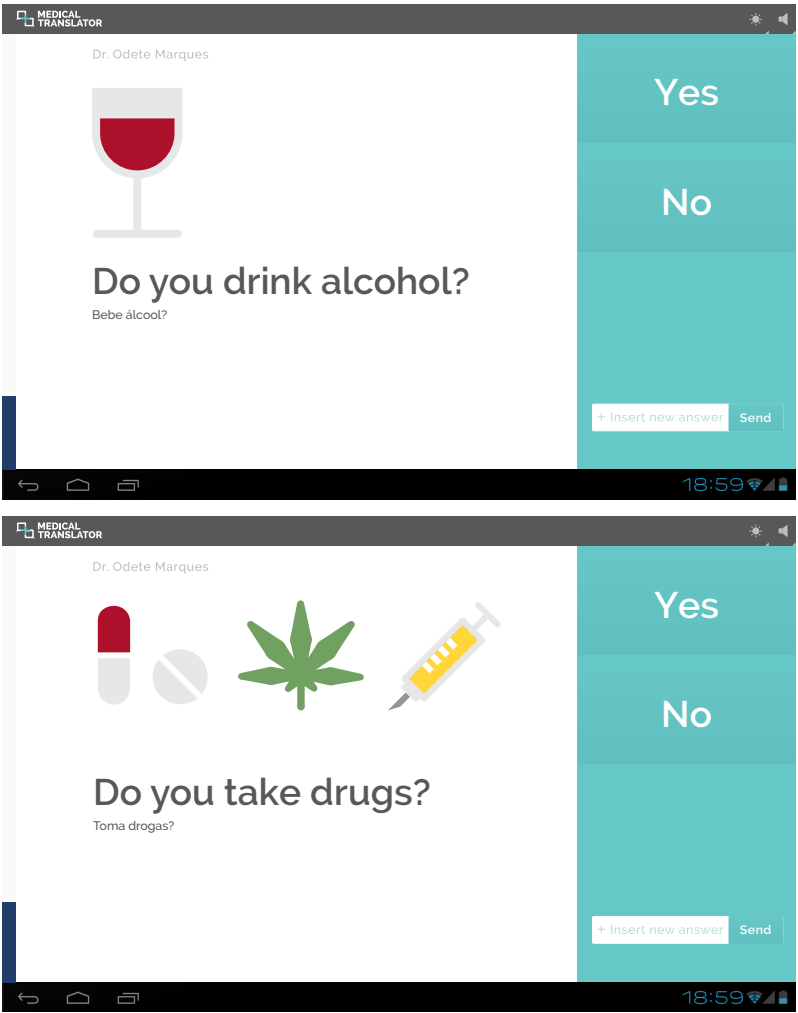 MEDICAL
TRANSLATOR
Dr. Odete Marques
Yes
No
Do you drink alcohol?
Bebe álcool?
+ Insert new answer Send
18:59
MEDICAL
TRANSLATOR
Dr. Odete Marques
Yes
No
Do you take drugs?
Toma drogas?
+ Insert new answer Send
18:59